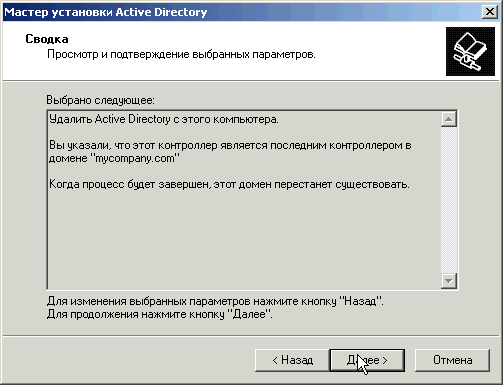 Мастер установки Active Directory
Сводка
Просмотр и подтверждение выбранных параметров.
Выбрано следующее:
Удалить Active Directory с этого компьютера.
Вы указали, что этот контроллер является последним контроллером в
домене "mycompany.com"
Когда процесс будет завершен, этот домен перестанет существовать.
Для изменения выбранных параметров нажмите кнопку "Назад".
Для продолжения нажмите кнопку "Далее".
< Назад
Далее >
Отмена